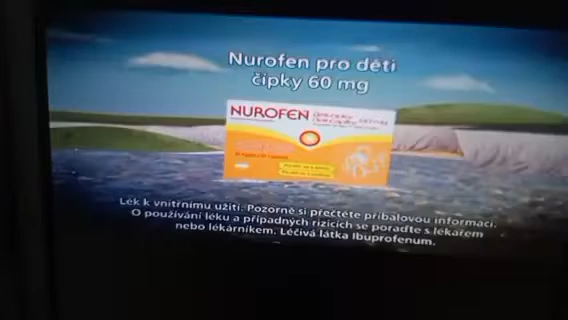 Nurofen pro děti
čípky 60 mg
NUROFEN
Lék k vnitřnímu užití. Pozorně si přečtěte příbalovou informaci.
O používání léku a případných rizicích se poraďte s lékařem
nebo lékárníkem. Léčivá látka Ibuprofenum.